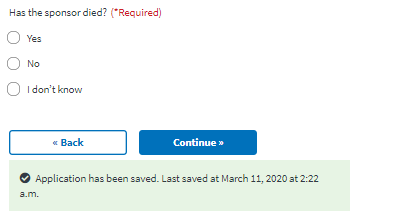 Has the sponsor died? (*Required)
Yes
No
I don't know
« Back
Continue »
Application has been saved. Last saved at March 11, 2020 at 2:22
a.m.